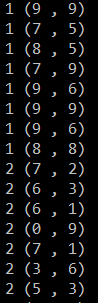 1 (9 , 9)
1 (7 , 5)
1 (8 , 5)
1 (7 , 9)
1 (9 , 6)
1 (9 , 9)
1 (9 , 6)
1 (8 , 8)
2 (7 , 2)
2 (6 , 3)
2 (6 , 1)
2 (0 , 9)
2 (7 , 1)
2 (3 , 6)
2 (5 , 3)